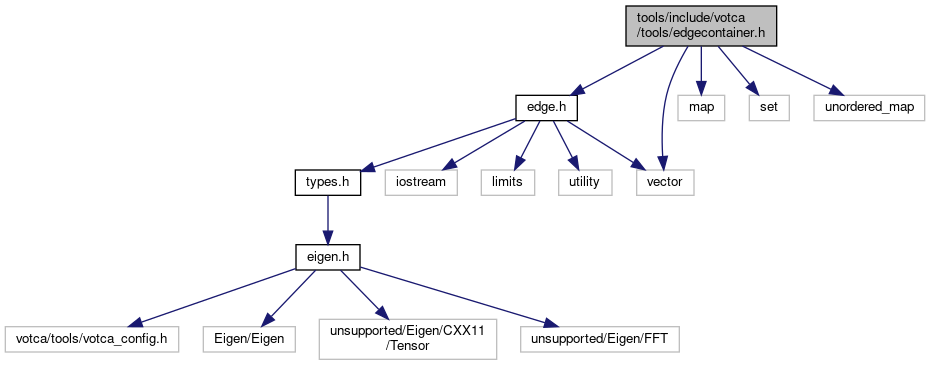 tools/include/votca
/tools/edgecontainer.h
edge.h
map
set
unordered_map
types.h
iostream
limits
utility
vector
eigen.h
votca/tools/votca_config.h
Eigen/Eigen
unsupported/Eigen/CXX11
/Tensor
unsupported/Eigen/FFT